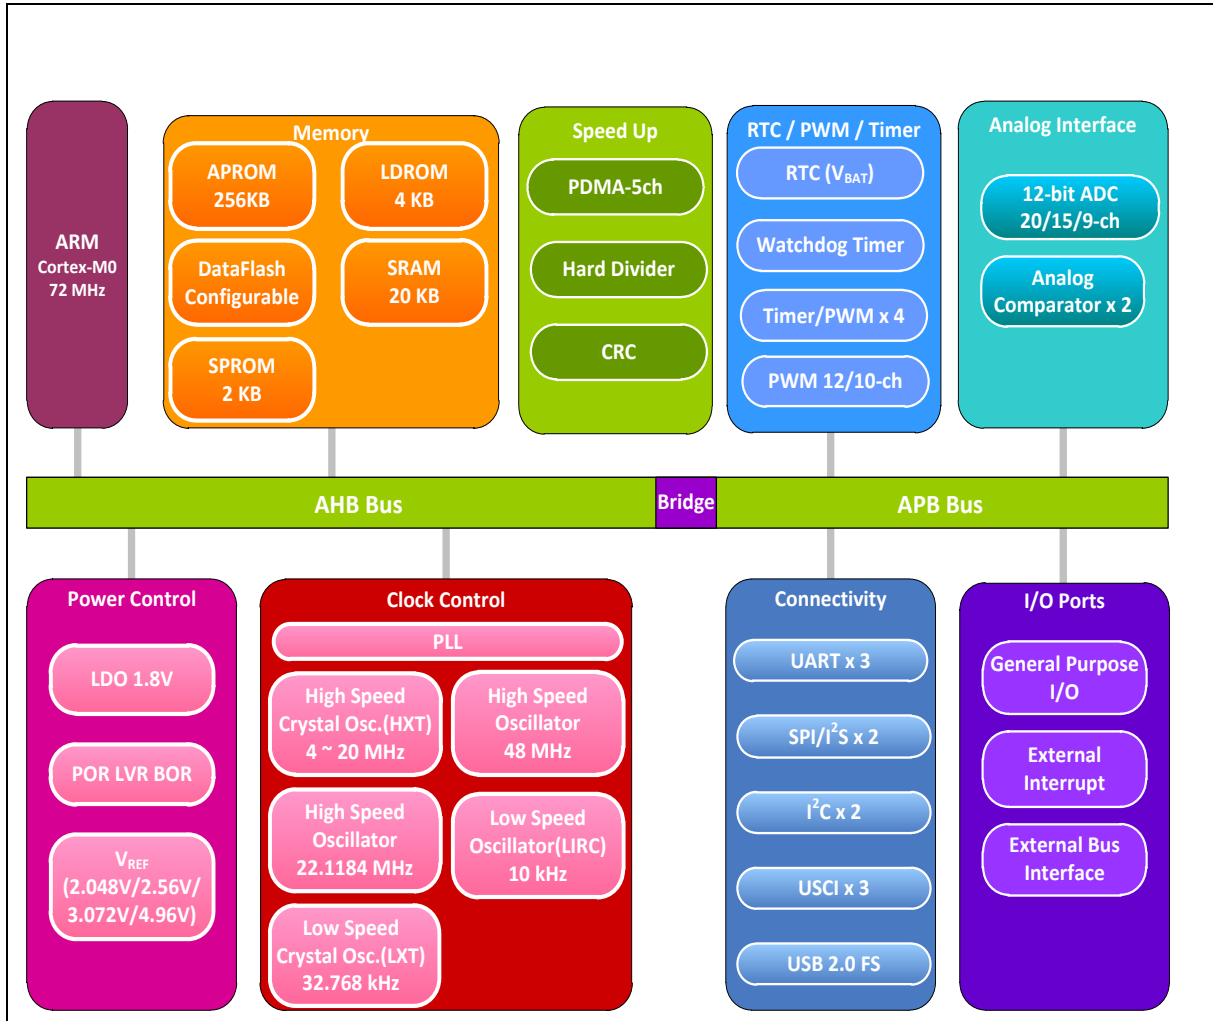 ARM
Cortex-M0
72 MHz
Memory
APROM
256KB
LDROM
4 KB
DataFlash
Configurable
SRAM
20 KB
SPROM
2 KB
Speed Up
PDMA-5ch
Hard Divider
CRC
RTC / PWM / Timer
RTC (VBAT)
Watchdog Timer
Timer/PWM x 4
PWM 12/10-ch
Analog Interface
12-bit ADC
20/15/9-ch
Analog
Comparator x 2
AHB Bus
Bridge
APB Bus
Power Control
LDO 1.8V
POR LVR BOR
VREF
(2.048V/2.56V/
3.072V/4.96V)
Clock Control
PLL
High Speed
Crystal Osc.(HXT)
4 ~ 20 MHz
High Speed
Oscillator
48 MHz
High Speed
Oscillator
22.1184 MHz
Low Speed
Oscillator(LIRC)
10 kHz
Low Speed
Crystal Osc.(LXT)
32.768 kHz
Connectivity
UART x 3
SPI/I²S x 2
I²C x 2
USCI x 3
USB 2.0 FS
I/O Ports
General Purpose
I/O
External
Interrupt
External Bus
Interface